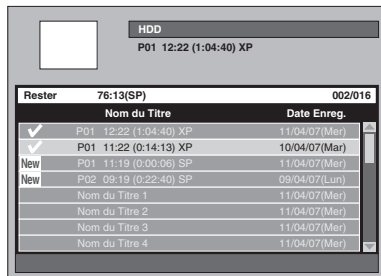 HDD
P01 12:22 (1:04:40) XP
Rester 76:13(SP) 002/016
Nom du Titre Date Enreg.
P01 12:22 (1:04:40) XP 11/04/07(Mer)
P01 11:22 (0:14:13) XP 10/04/07(Mar)
New P01 11:19 (0:00:06) SP 11/04/07(Mer)
New P02 09:19 (0:22:40) SP 09/04/07(Lun)
Nom du Titre 1 11/04/07(Mer)
Nom du Titre 2 11/04/07(Mer)
Nom du Titre 3 11/04/07(Mer)
Nom du Titre 4 11/04/07(Mer)